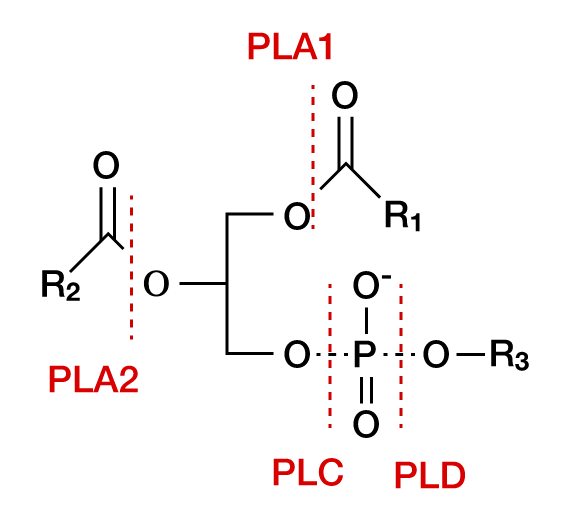 PLA1
O
O
O R₁
R₂ O
O⁻
O P O R₃
PLA2
O
PLC PLD